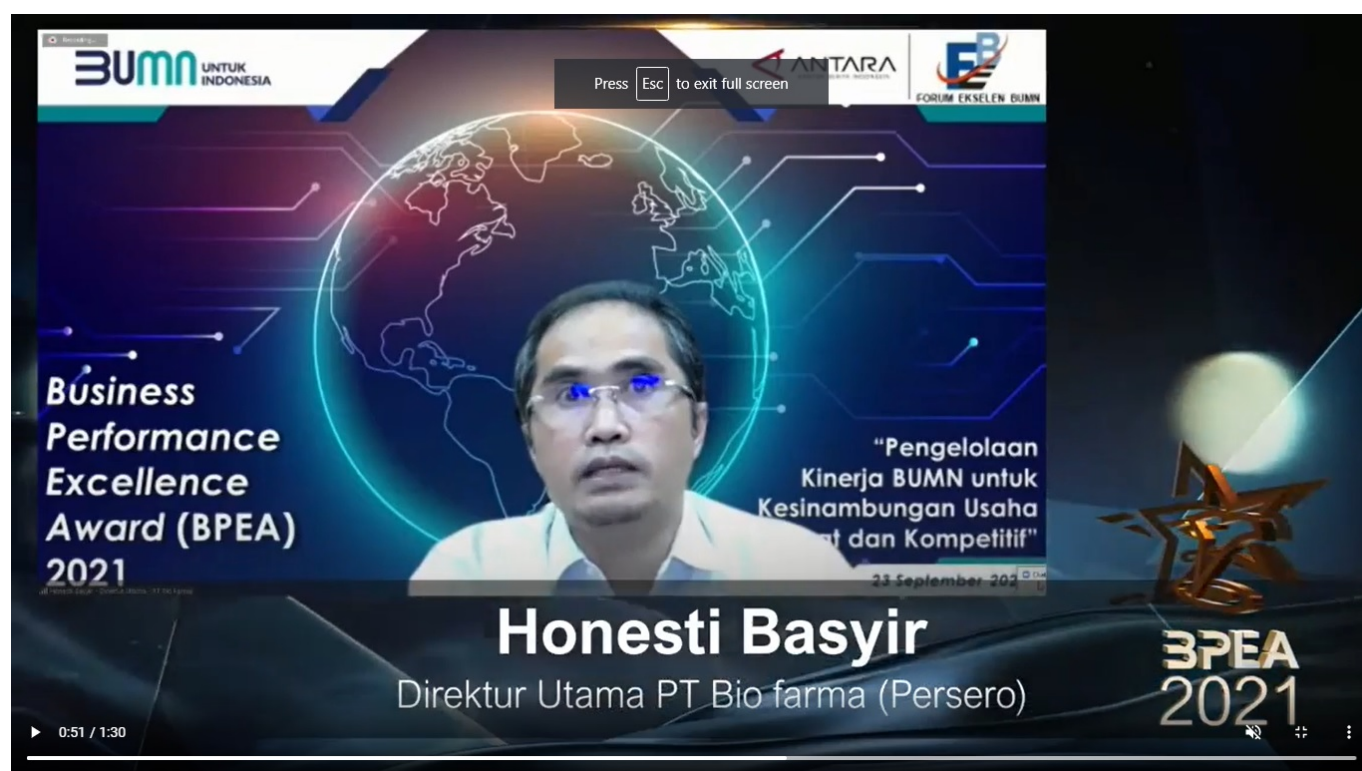 Recording...
BUMN UNTUK
INDONESIA
ANTARA
FORUM EKSELEN BUMN
Press Esc to exit full screen
Business
Performance
Excellence
Award (BPEA)
2021
“Pengelolaan
Kinerja BUMN untuk
Kesinambungan Usaha
dan Kompetitif”
23 September 202
Honesti Basyir
Direktur Utama PT Bio farma (Persero)
BPEA
2021
0:51 / 1:30